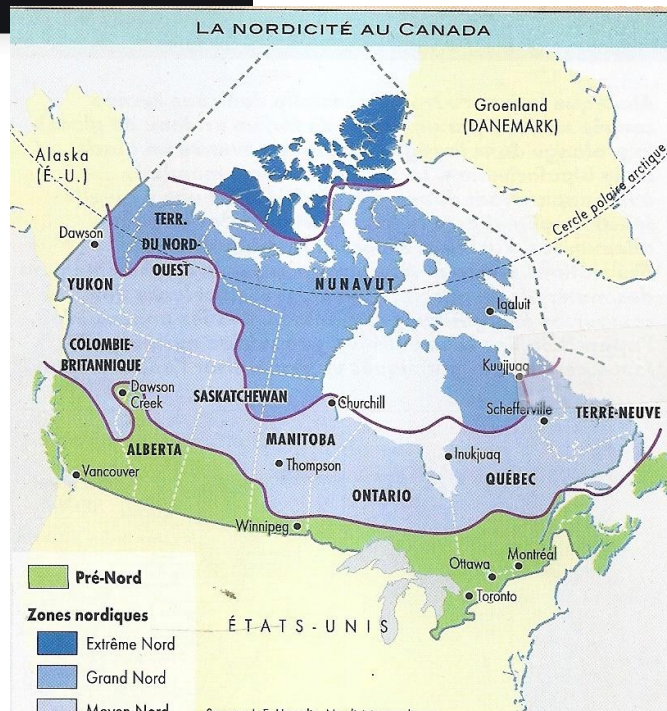 LA NORDICITÉ AU CANADA
Groenland
(DANEMARK)
Alaska
(É.-U.)
Cercle polaire arctique
Dawson
TERR.
DU NORD-
OUEST
YUKON
NUNAVUT
Iqaluit
COLOMBIE-
BRITANNIQUE
Kuujjuaq
Dawson
Creek
SASKATCHEWAN
Churchill
Schefferville
TERRE-NEUVE
ALBERTA
MANITOBA
Inukjuaq
Thompson
QUÉBEC
Vancouver
ONTARIO
Winnipeg
Montréal
Ottawa
Toronto
Pré-Nord
Zones nordiques
ÉTATS-UNIS
Extrême Nord
Grand Nord
Moyen Nord